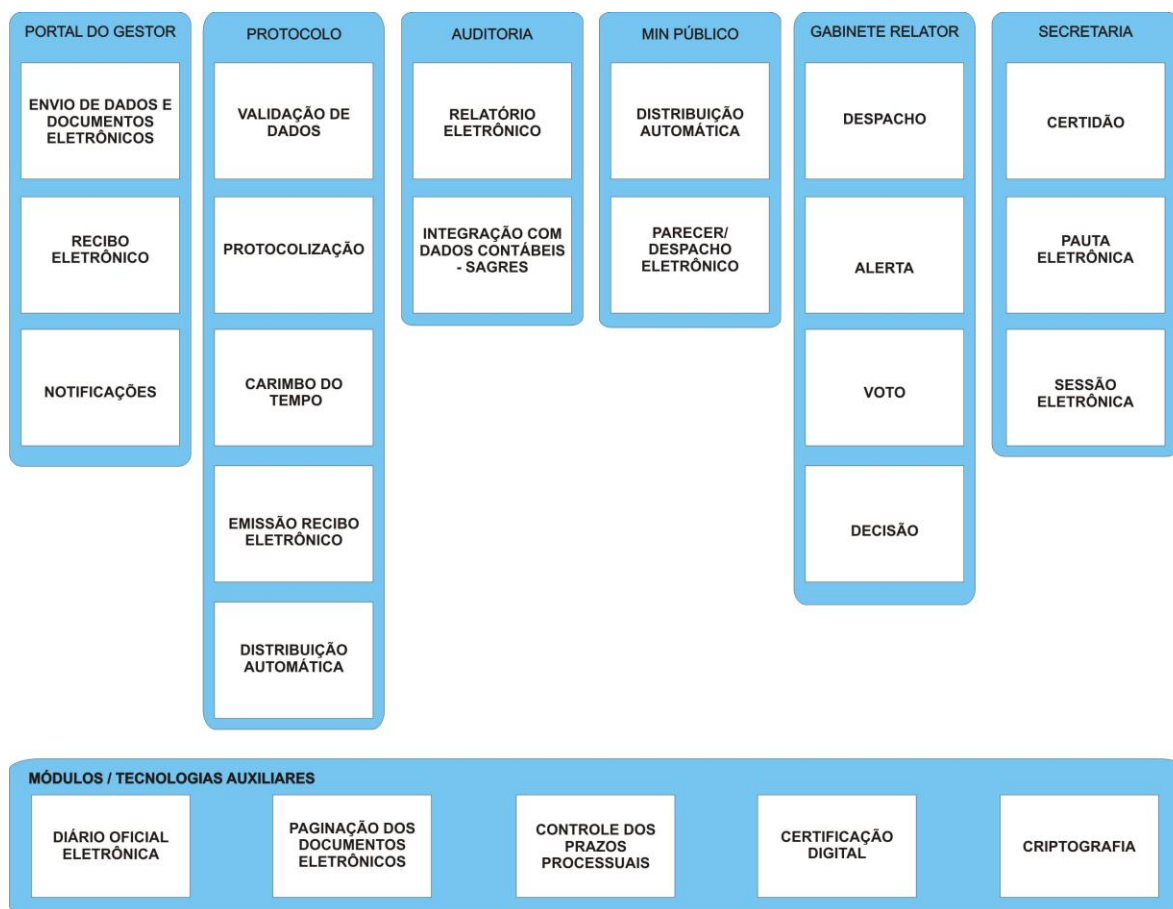 PORTAL DO GESTOR
ENVIO DE DADOS E
DOCUMENTOS
ELETRÔNICOS
RECIBO
ELETRÔNICO
NOTIFICAÇÕES
PROTOCOLO
VALIDAÇÃO DE
DADOS
PROTOCOLIZAÇÃO
CARIMBO DO
TEMPO
EMISSÃO RECIBO
ELETRÔNICO
DISTRIBUIÇÃO
AUTOMÁTICA
AUDITORIA
RELATÓRIO
ELETRÔNICO
INTEGRAÇÃO COM
DADOS CONTÁBEIS
- SAGRES
MIN PÚBLICO
DISTRIBUIÇÃO
AUTOMÁTICA
PARECER/
DESPACHO
ELETRÔNICO
GABINETE RELATOR
DESPACHO
ALERTA
VOTO
DECISÃO
SECRETARIA
CERTIDÃO
PAUTA
ELETRÔNICA
SESSÃO
ELETRÔNICA
MÓDULOS / TECNOLOGIAS AUXILIARES
DIÁRIO OFICIAL
ELETRÔNICA
PAGINAÇÃO DOS
DOCUMENTOS
ELETRÔNICOS
CONTROLE DOS
PRAZOS
PROCESSUAIS
CERTIFICAÇÃO
DIGITAL
CRIPTOGRAFIA